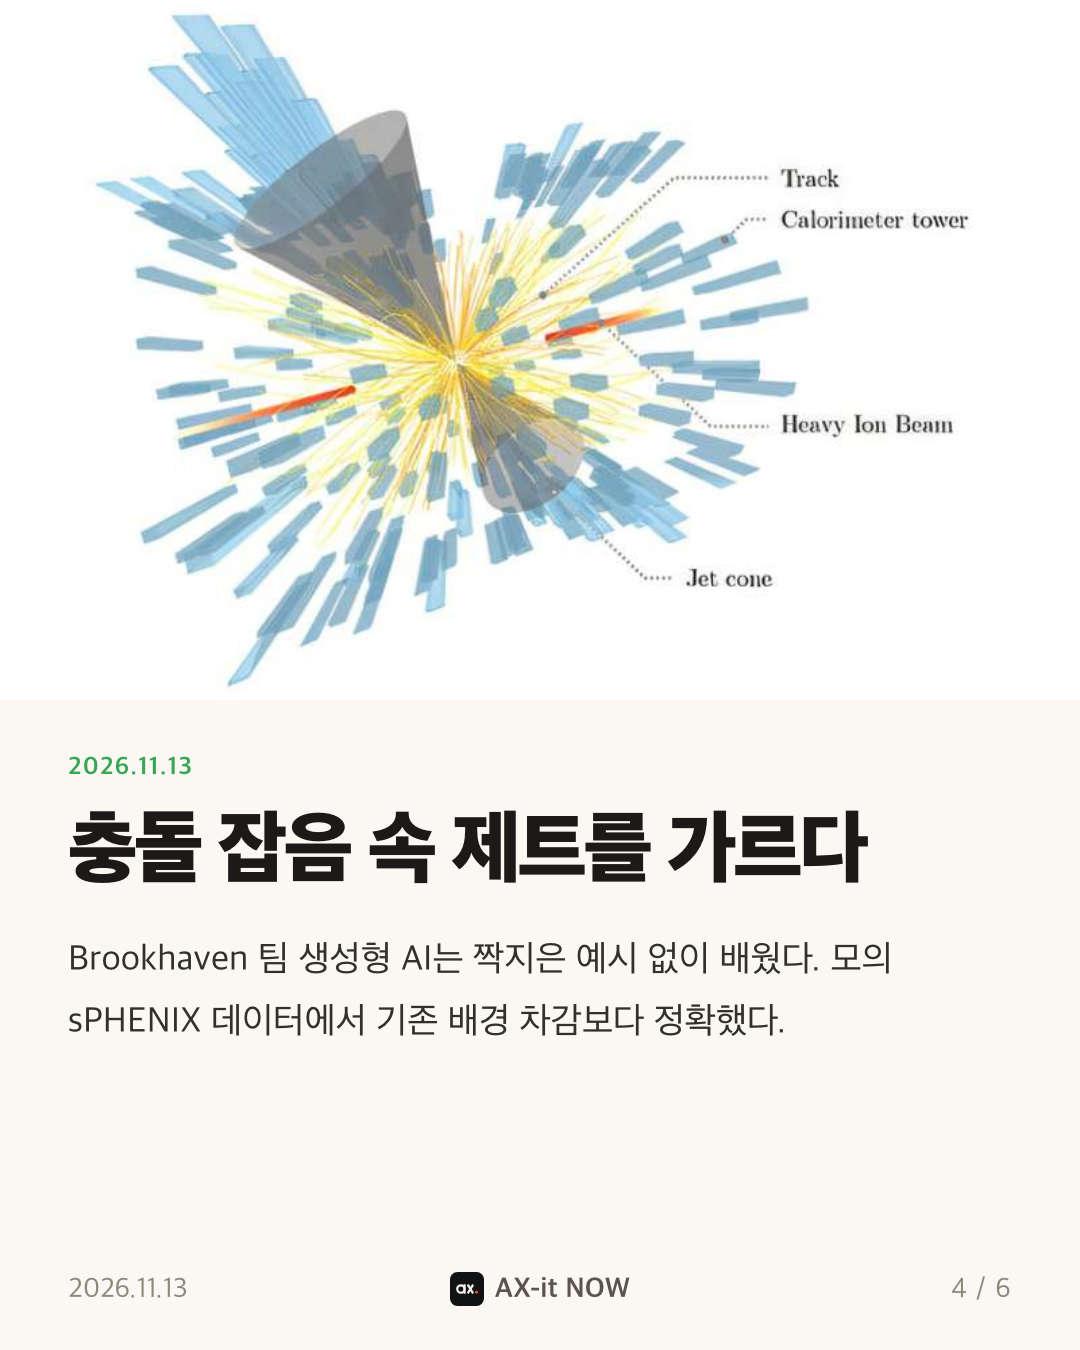 Track
Calorimeter tower
Heavy Ion Beam
Jet cone
2026.11.13
충돌 잡음 속 제트를 가르다
Brookhaven 팀 생성형 AI는 짝지은 예시 없이 배웠다. 모의
sPHENIX 데이터에서 기존 배경 차감보다 정확했다.
2026.11.13
ax. AX-it NOW
4 / 6